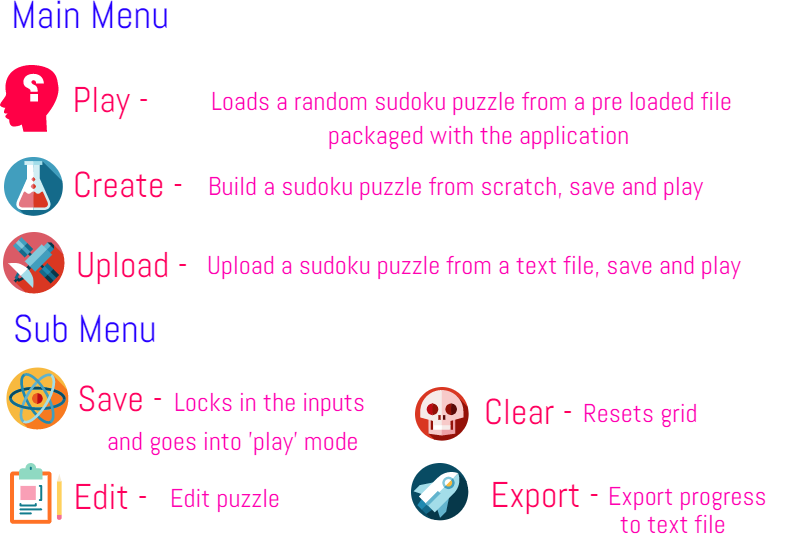 Main Menu
Play - Loads a random sudoku puzzle from a pre loaded file
packaged with the application
Create - Build a sudoku puzzle from scratch, save and play
Upload - Upload a sudoku puzzle from a text file, save and play
Sub Menu
Save - Locks in the inputs
and goes into 'play' mode
Clear - Resets grid
Edit - Edit puzzle
Export - Export progress
to text file